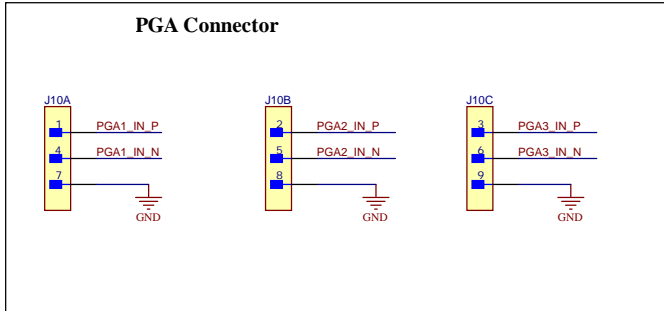 PGA Connector
J10A
J10B
J10C
1 PGA1_IN_P
2 PGA2_IN_P
3 PGA3_IN_P
4 PGA1_IN_N
5 PGA2_IN_N
6 PGA3_IN_N
7
8
9
GND
GND
GND